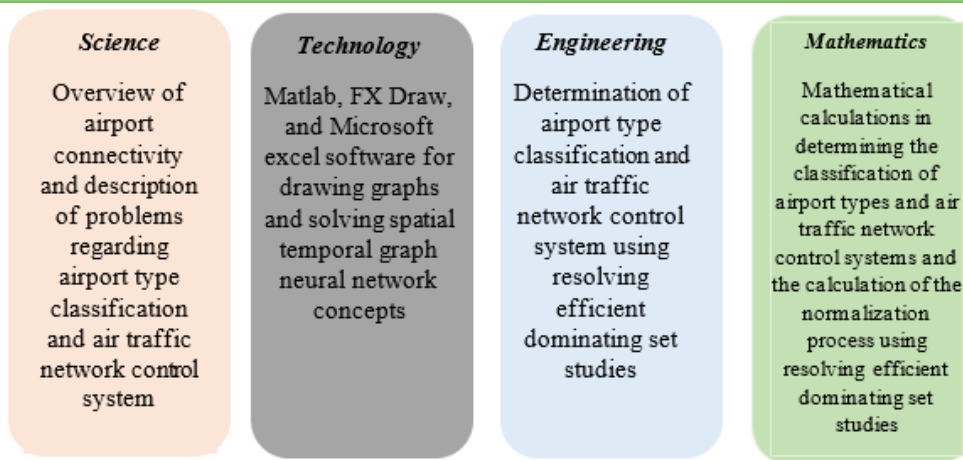 Science
Overview of
airport
connectivity
and description
of problems
regarding
airport type
classification
and air traffic
network control
system
Technology
Matlab, FX Draw,
and Microsoft
excel software for
drawing graphs
and solving spatial
temporal graph
neural network
concepts
Engineering
Determination of
airport type
classification and
air traffic
network control
system using
resolving
efficient
dominating set
studies
Mathematics
Mathematical
calculations in
determining the
classification of
airport types and air
traffic network
control systems and
the calculation of the
normalization
process using
resolving efficient
dominating set
studies